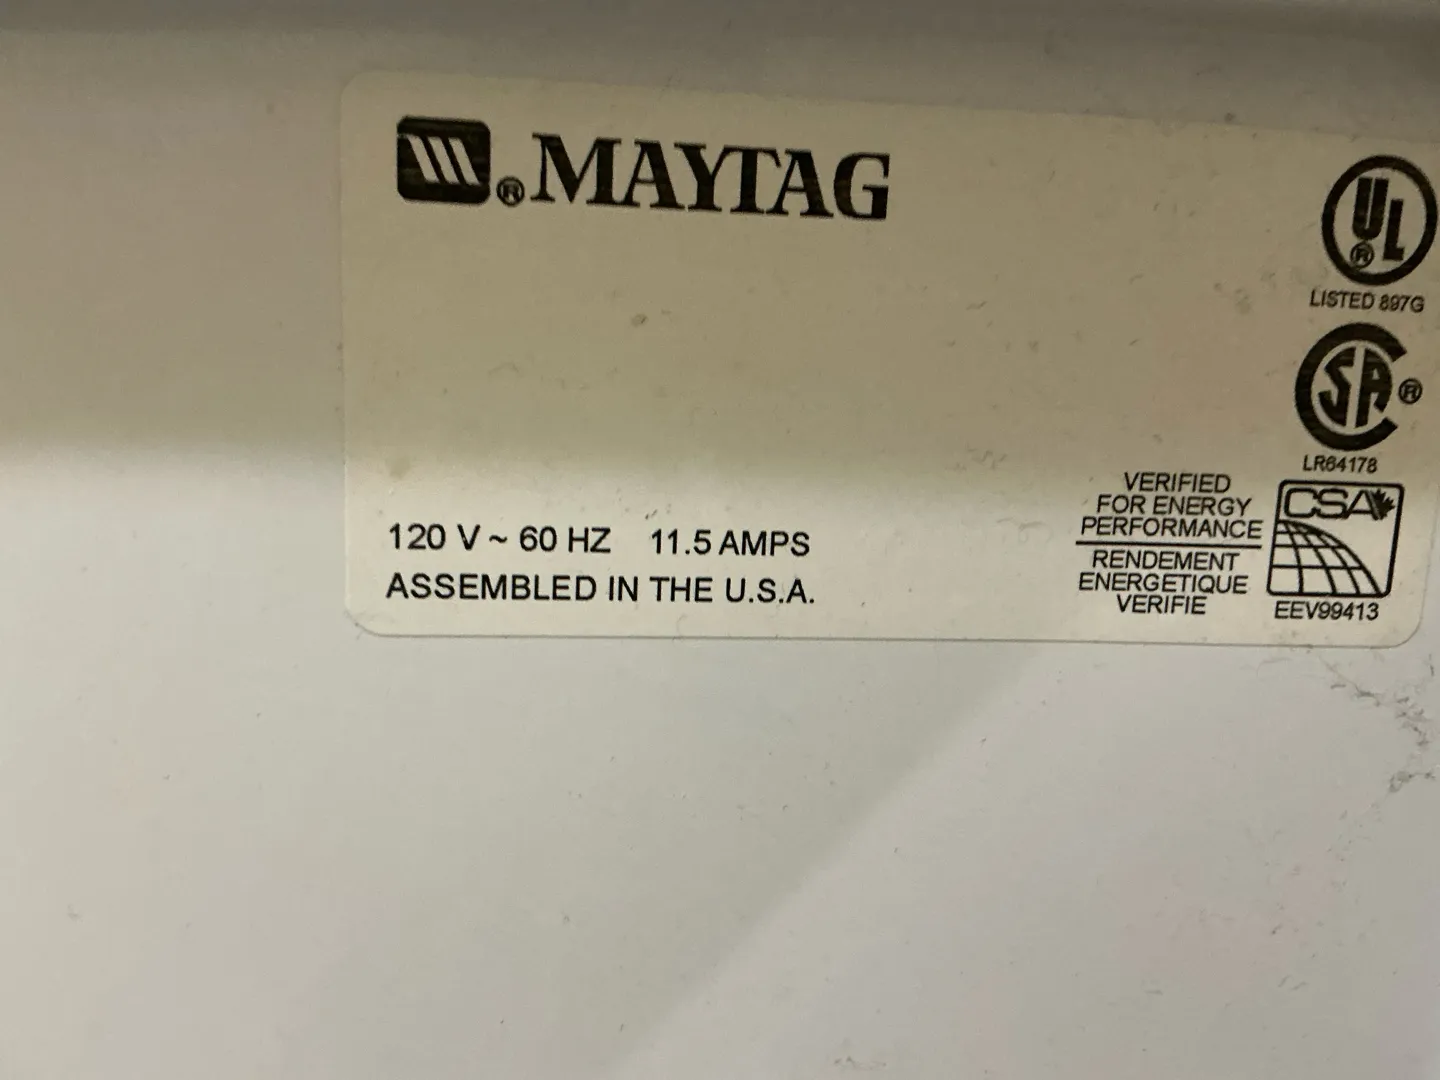 ® MAYTAG
UL ®
LISTED 897G
CSA ®
LR64178
120 V ~ 60 HZ 11.5 AMPS
ASSEMBLED IN THE U.S.A.
VERIFIED
FOR ENERGY
PERFORMANCE
RENDEMENT
ENERGETIQUE
VERIFIE
CSA
EEV99413